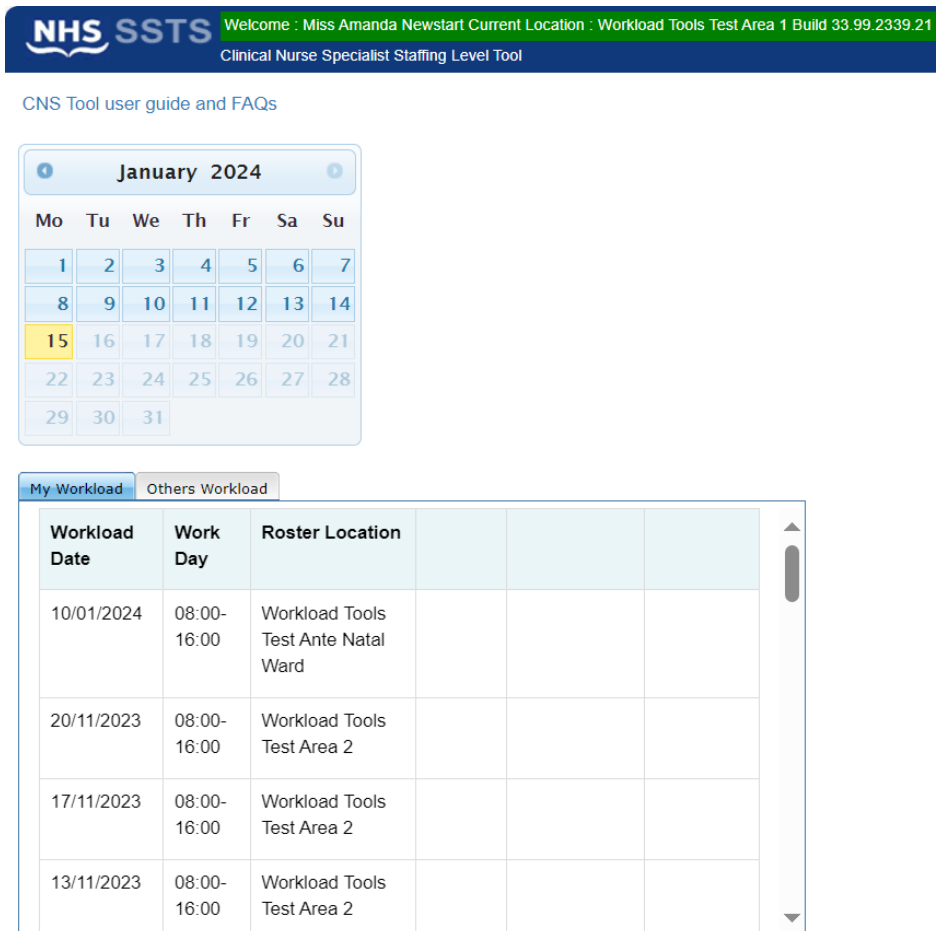 NHS SSTS
Welcome : Miss Amanda Newstart Current Location : Workload Tools Test Area 1 Build 33.99.2339.21
Clinical Nurse Specialist Staffing Level Tool
CNS Tool user guide and FAQs
January 2024
Mo Tu We Th Fr Sa Su
1 2 3 4 5 6 7
8 9 10 11 12 13 14
15 16 17 18 19 20 21
22 23 24 25 26 27 28
29 30 31
My Workload Others Workload
Workload Date Work Day Roster Location
10/01/2024 08:00-16:00 Workload Tools Test Ante Natal Ward
20/11/2023 08:00-16:00 Workload Tools Test Area 2
17/11/2023 08:00-16:00 Workload Tools Test Area 2
13/11/2023 08:00-16:00 Workload Tools Test Area 2